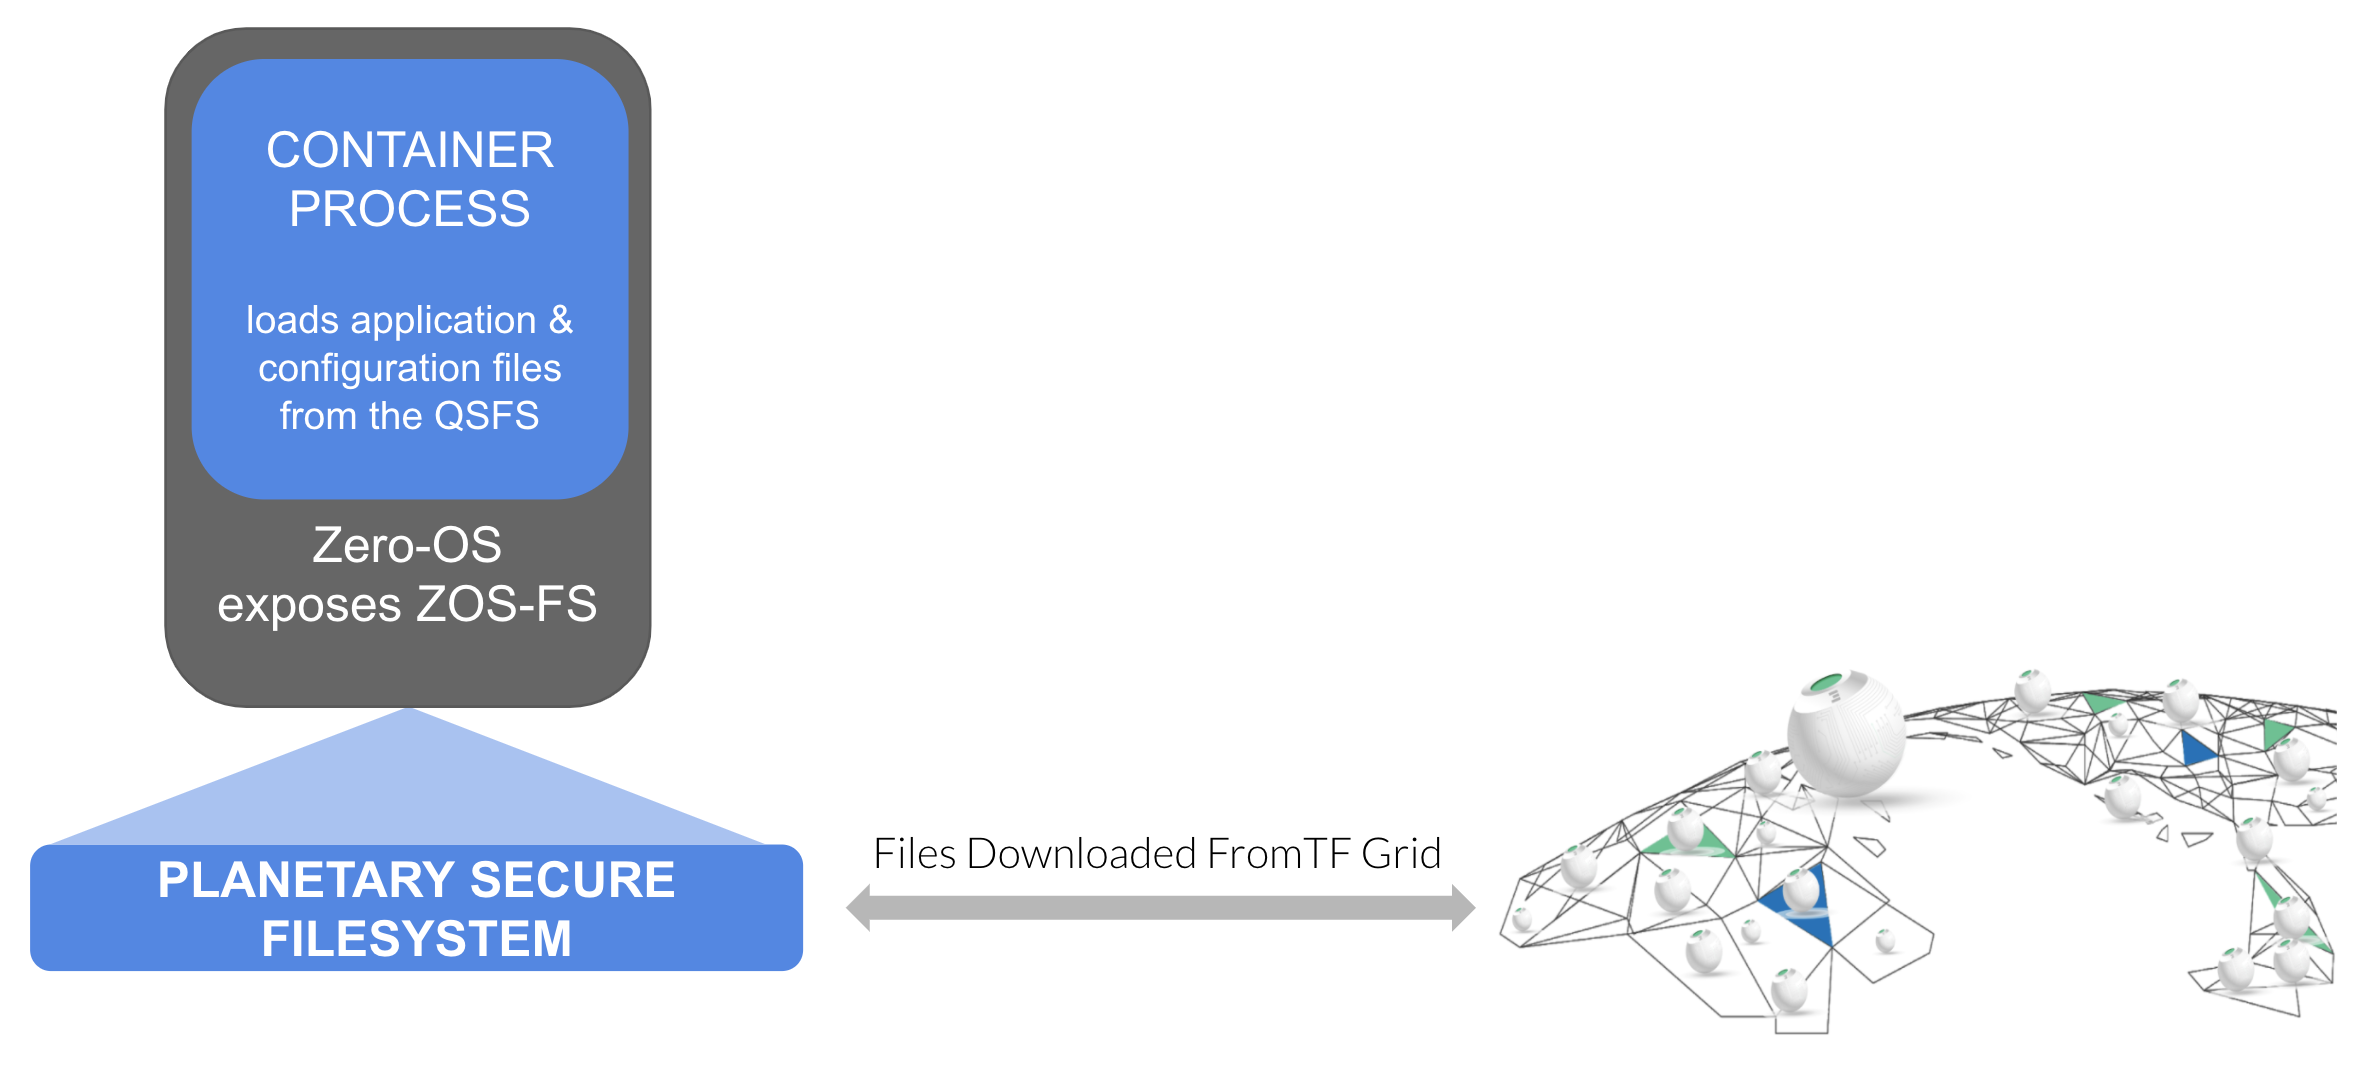 CONTAINER
PROCESS
loads application &
configuration files
from the QSFS
Zero-OS
exposes ZOS-FS
PLANETARY SECURE
FILESYSTEM
Files Downloaded FromTF Grid